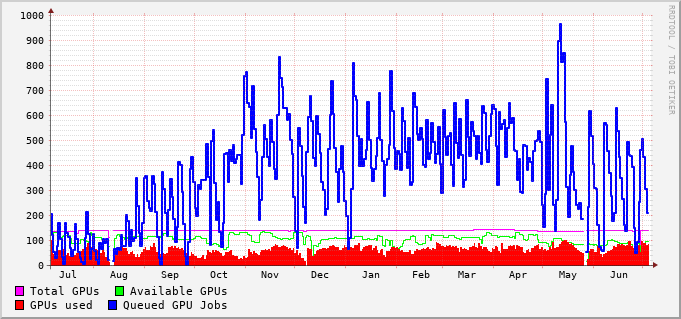 1000
900
800
700
600
500
400
300
200
100
0
Jul Aug Sep Oct Nov Dec Jan Feb Mar Apr May Jun
Total GPUs Available GPUs
GPUs used Queued GPU Jobs
RRDTOOL / TOBI OETIKER